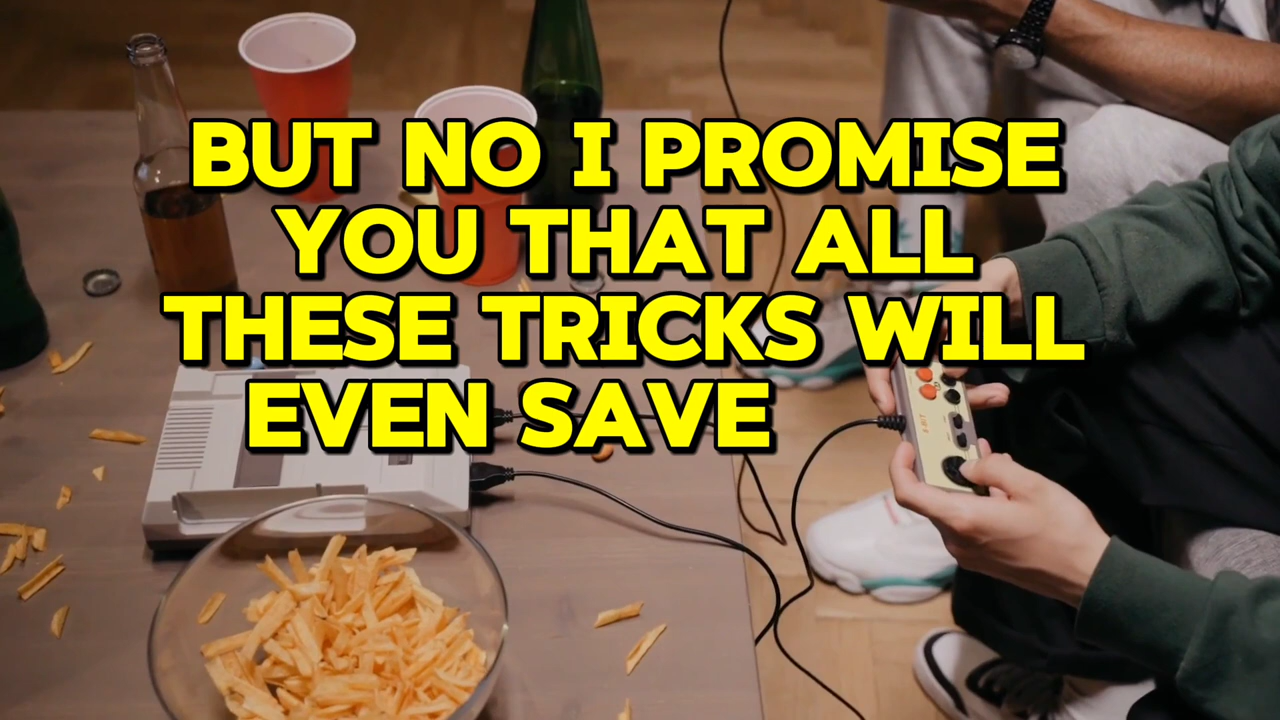 BUT NO I PROMISE
YOU THAT ALL
THESE TRICKS WILL
EVEN SAVE